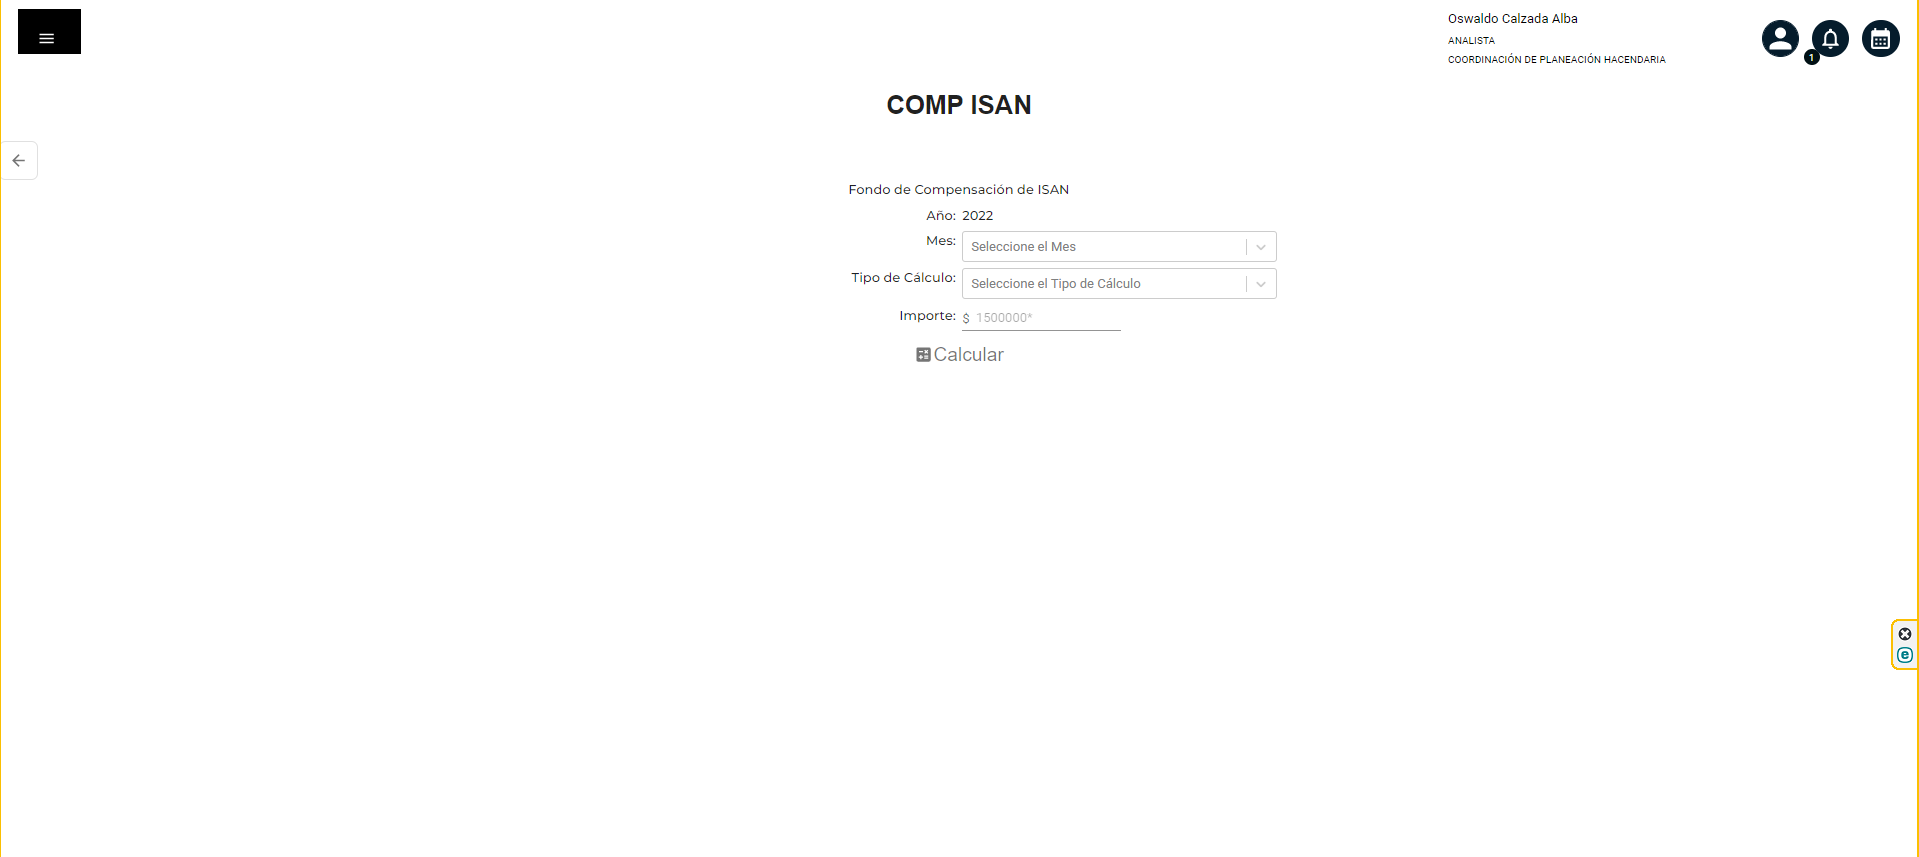 Oswaldo Calzada Alba
ANALISTA
COORDINACIÓN DE PLANEACIÓN HACENDARIA
1
COMP ISAN
Fondo de Compensación de ISAN
Año: 2022
Mes: Seleccione el Mes
Tipo de Cálculo: Seleccione el Tipo de Cálculo
Importe: $ 1500000*
Calcular
e